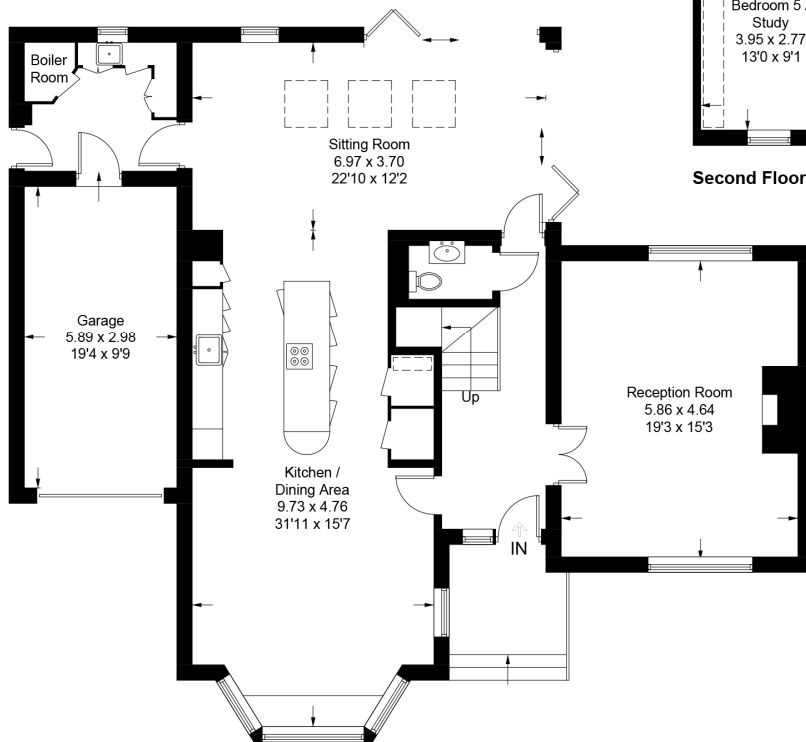 Boiler
Room
Bedroom 5 /
Study
3.95 x 2.77
13'0 x 9'1
Second Floor
Sitting Room
6.97 x 3.70
22'10 x 12'2
Garage
5.89 x 2.98
19'4 x 9'9
Up
Reception Room
5.86 x 4.64
19'3 x 15'3
Kitchen /
Dining Area
9.73 x 4.76
31'11 x 15'7
IN